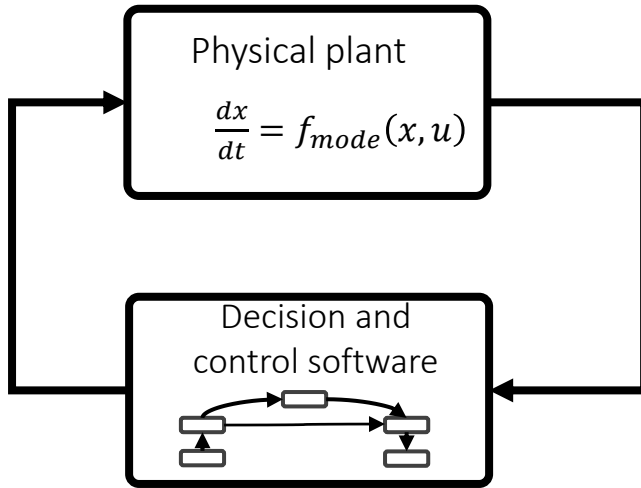 Physical plant
dx/dt = f_mode(x, u)
Decision and
control software